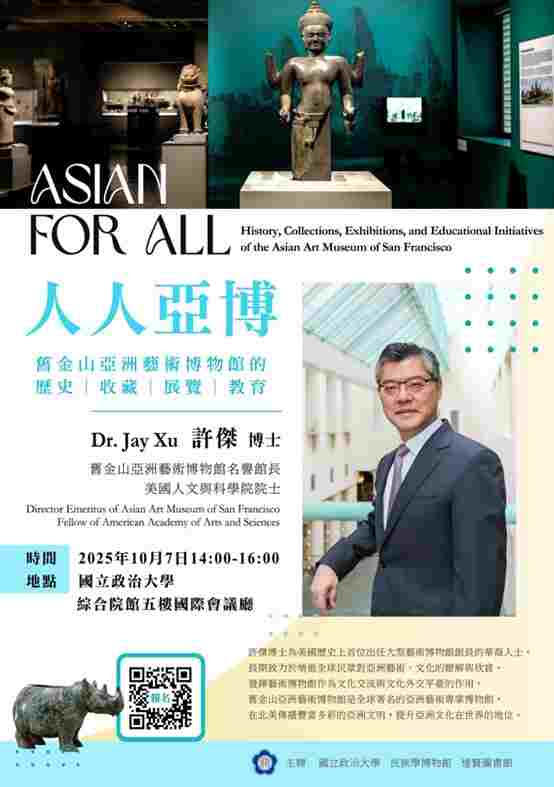 ASIAN
FOR ALL
History, Collections, Exhibitions, and Educational Initiatives
of the Asian Art Museum of San Francisco
人人亞博
舊金山亞洲藝術博物館的
歷史｜收藏｜展覽｜教育
Dr. Jay Xu 許傑 博士
舊金山亞洲藝術博物館名譽館長
美國人文與科學院院士
Director Emeritus of Asian Art Museum of San Francisco
Fellow of American Academy of Arts and Sciences
時間 2025年10月7日14:00-16:00
地點 國立政治大學
綜合院館五樓國際會議廳
報名
許傑博士為美國歷史上首位出任大型藝術博物館館長的華裔人士，
長期致力於增進全球民眾對亞洲藝術、文化的瞭解與欣賞，
發揮藝術博物館作為文化交流與文化外交平臺的作用。
舊金山亞洲藝術博物館是全球著名的亞洲藝術專業博物館，
在北美傳播豐富多彩的亞洲文明，提升亞洲文化在世界的地位。
主辦 國立政治大學 民族學博物館 達賢圖書館